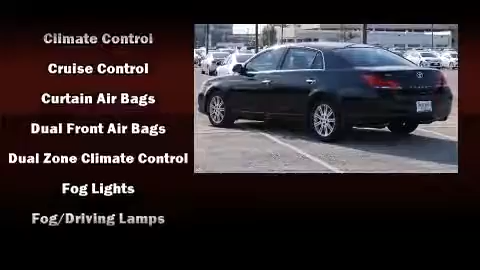 Climate Control
Cruise Control
Curtain Air Bags
Dual Front Air Bags
Dual Zone Climate Control
Fog Lights
Fog/Driving Lamps